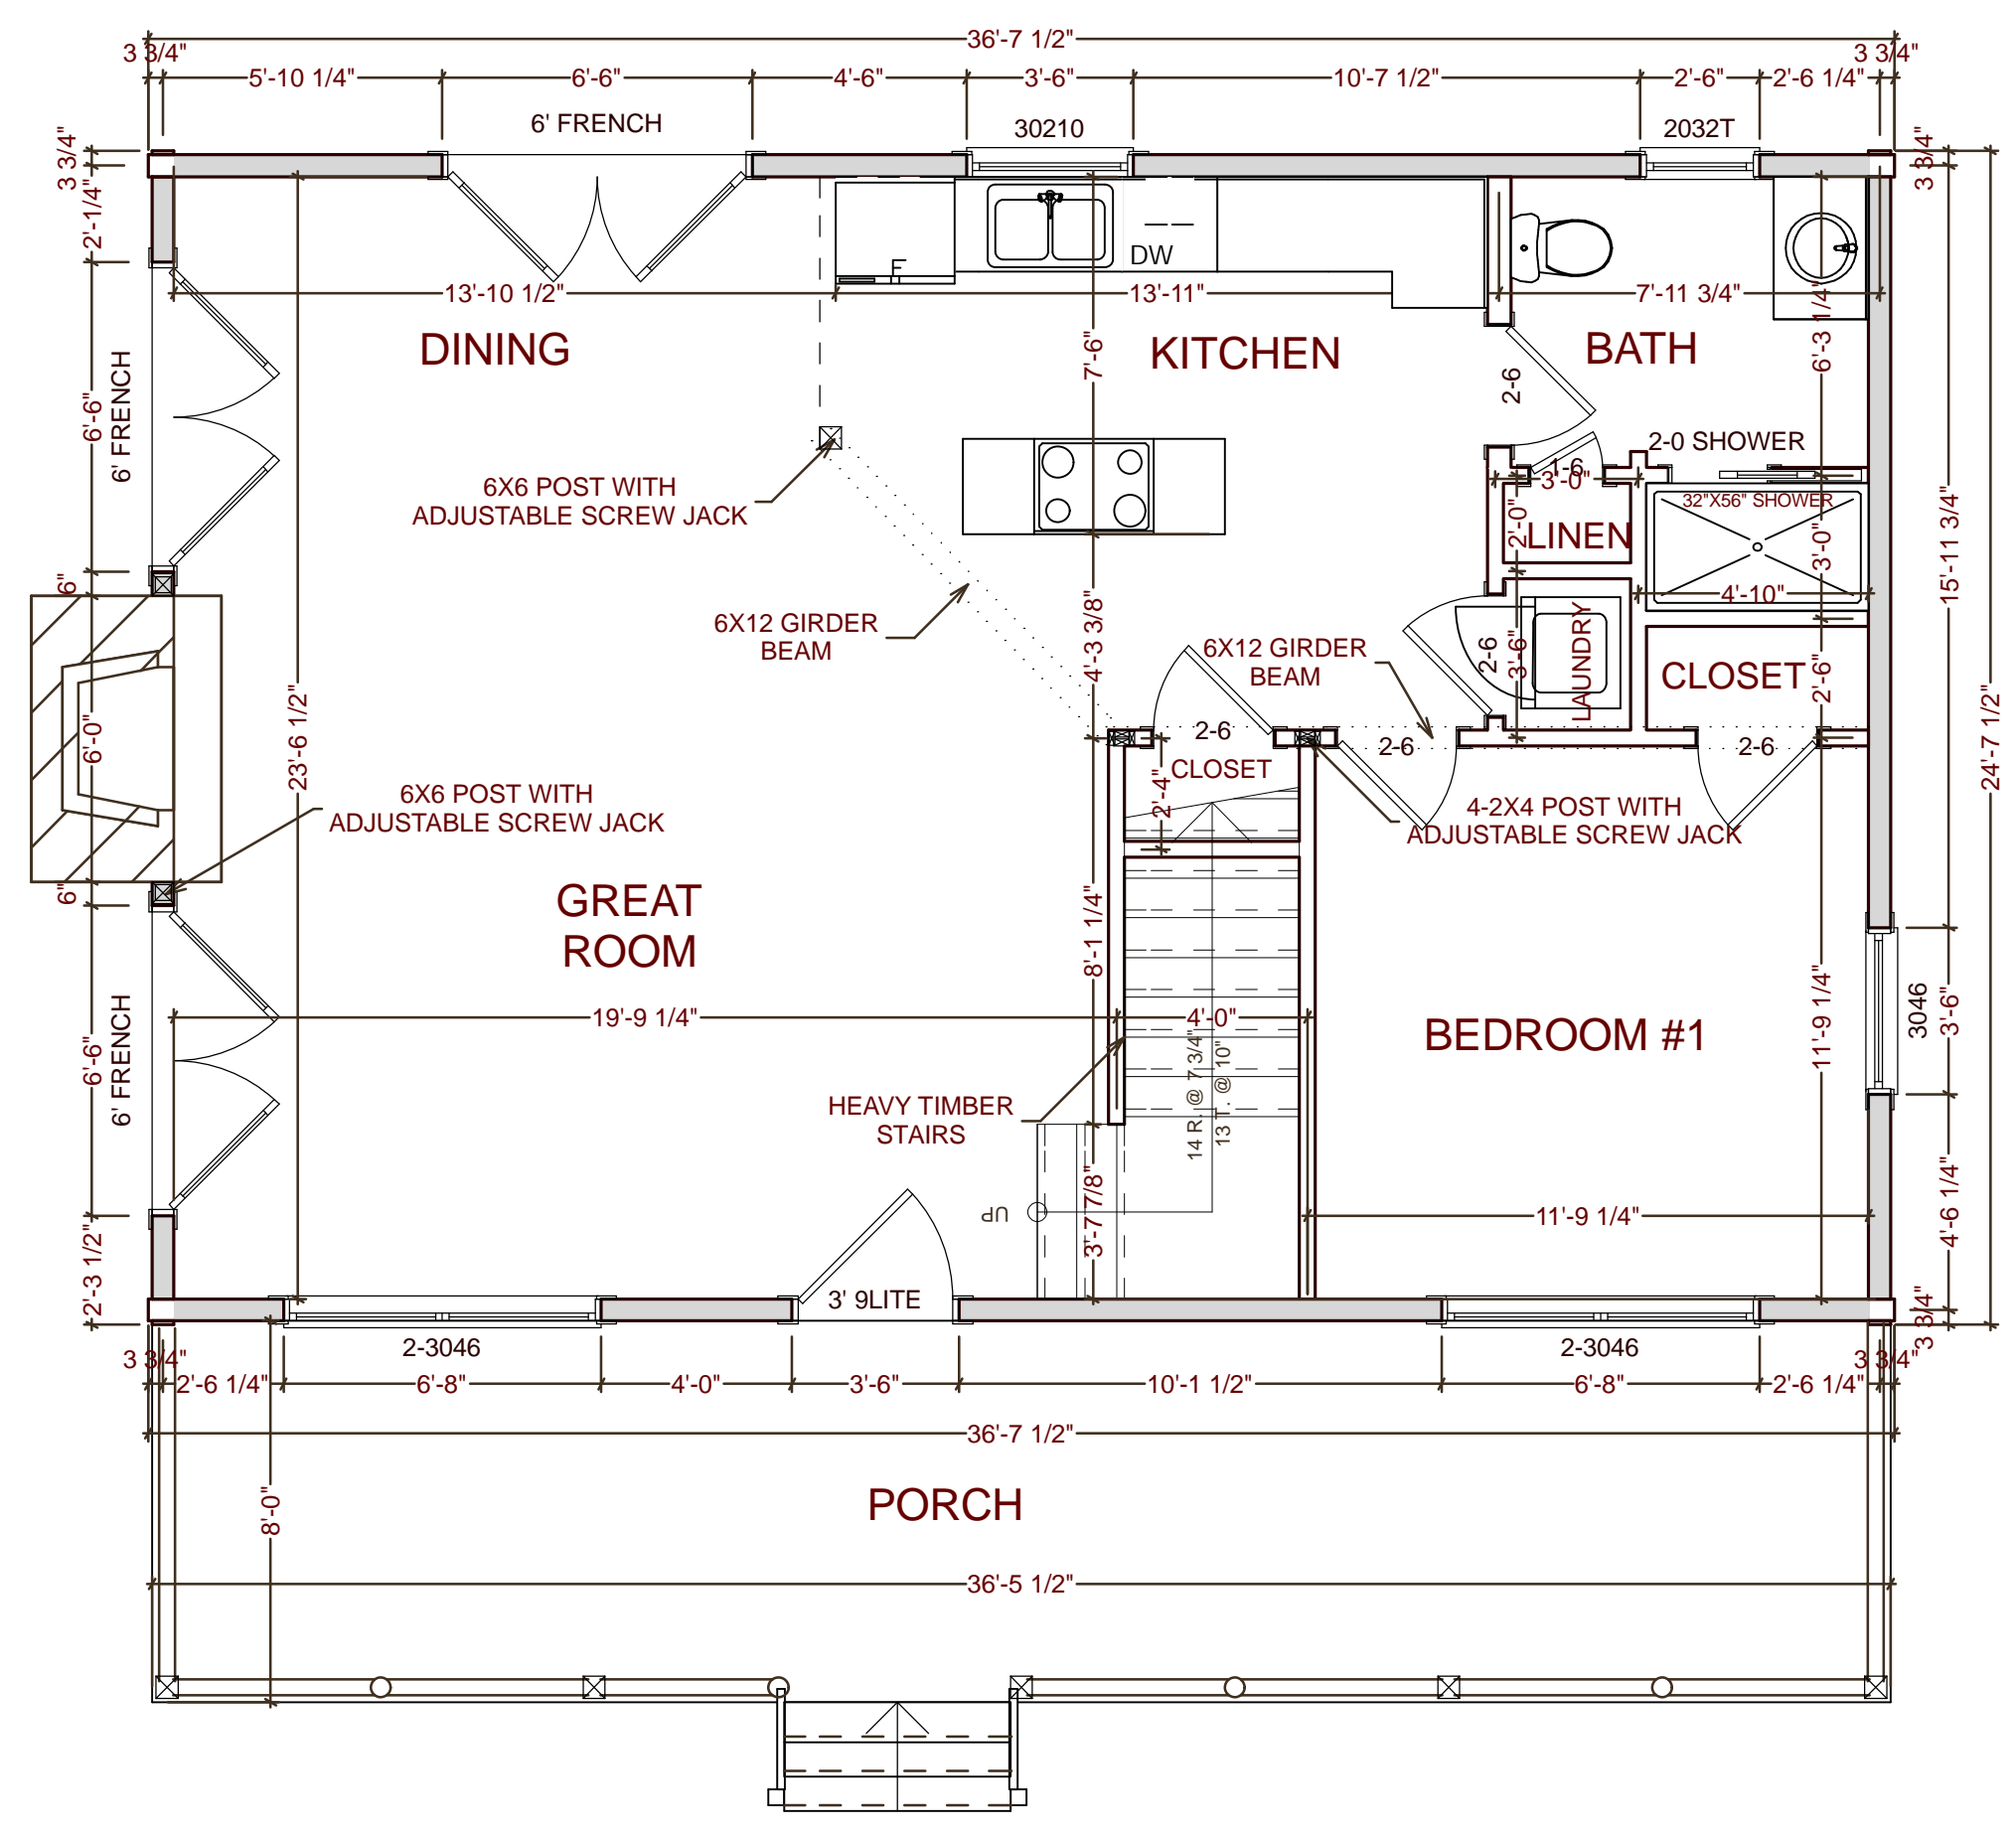 36'-7 1/2"
3 3/4"
3 3/4"
5'-10 1/4"
6'-6"
4'-6"
3'-6"
10'-7 1/2"
2'-6"
2'-6 1/4"
6' FRENCH
30210
2032T
3 3/4"
3 3/4"
2'-1/4"
F
DW
13'-10 1/2"
13'-11"
7'-11 3/4"
DINING
KITCHEN
BATH
6'-3 1/4"
7'-6"
2-6
6' FRENCH
6'-6"
2-0 SHOWER
1-6
3'-0"
32"X56" SHOWER
6X6 POST WITH
ADJUSTABLE SCREW JACK
2'-0"
LINEN
3'-0"
15'-11 3/4"
6"
4'-10"
6X12 GIRDER
BEAM
4'-3 3/8"
6X12 GIRDER
BEAM
2-6
3'-6"
LAUNDRY
CLOSET
2'-6"
23'-6 1/2"
6'-0"
24'-7 1/2"
2-6
2-6
2-6
CLOSET
2'-4"
6X6 POST WITH
ADJUSTABLE SCREW JACK
4-2X4 POST WITH
ADJUSTABLE SCREW JACK
6"
GREAT
ROOM
8'-1 1/4"
19'-9 1/4"
4'-0"
BEDROOM #1
11'-9 1/4"
3046
3'-6"
6' FRENCH
6'-6"
14 R. @ 7 3/4"
13 T. @ 10"
HEAVY TIMBER
STAIRS
UP
3'-7 7/8"
11'-9 1/4"
4'-6 1/4"
2'-3 1/2"
3' 9LITE
3 3/4"
2-3046
2-3046
3 3/4"
3 3/4"
2'-6 1/4"
6'-8"
4'-0"
3'-6"
10'-1 1/2"
6'-8"
2'-6 1/4"
36'-7 1/2"
8'-0"
PORCH
36'-5 1/2"